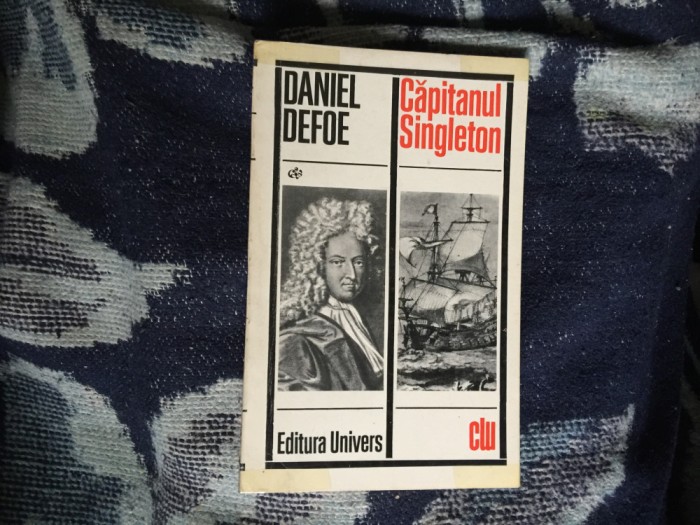 DANIEL
DEFOE
Căpitanul
Singleton
Editura Univers
clu